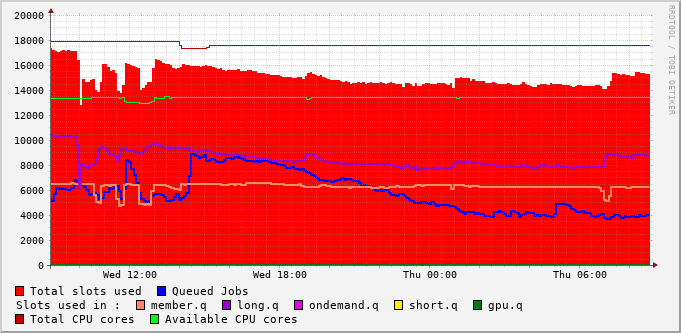 20000
18000
16000
14000
12000
10000
8000
6000
4000
2000
0
Wed 12:00 Wed 18:00 Thu 00:00 Thu 06:00
Total slots used Queued Jobs
Slots used in : member.q long.q ondemand.q short.q gpu.q
Total CPU cores Available CPU cores
RRDTOOL / TOBI OETIKER